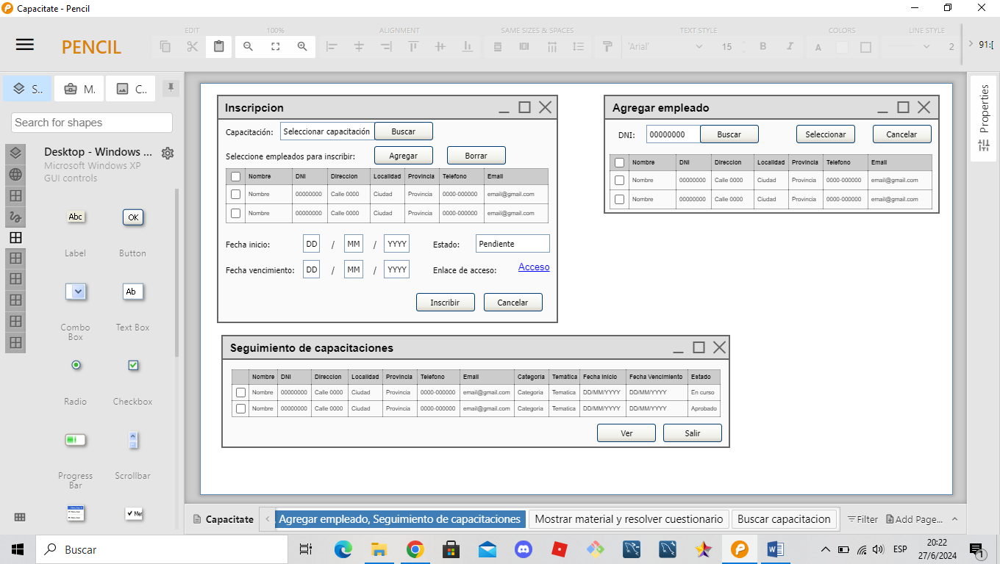 Capacitate - Pencil
EDIT 100% ALIGNMENT SAME SIZES & SPACES TEXT STYLE COLORS LINE STYLE
PENCIL
'Arial' 15 B I A 2 91:[
S.. M. C..
Search for shapes
Desktop - Windows ...
Microsoft Windows XP
GUI controls
Abc OK
Label Button
Ab
Combo
Box
Text Box
Radio Checkbox
Progress
Bar
Scrollbar
Inscripcion
Capacitación: Seleccionar capacitación Buscar
Seleccione empleados para inscribir: Agregar Borrar
Nombre DNI Direccion Localidad Provincia Telefono Email
Nombre 00000000 Calle 0000 Ciudad Provincia 0000-000000 email@gmail.com
Nombre 00000000 Calle 0000 Ciudad Provincia 0000-000000 email@gmail.com
Fecha inicio: DD / MM / YYYY Estado: Pendiente
Fecha vencimiento: DD / MM / YYYY Enlace de acceso: Acceso
Inscribir Cancelar
Agregar empleado
DNI: 00000000 Buscar Seleccionar Cancelar
Nombre DNI Direccion Localidad Provincia Telefono Email
Nombre 00000000 Calle 0000 Ciudad Provincia 0000-000000 email@gmail.com
Nombre 00000000 Calle 0000 Ciudad Provincia 0000-000000 email@gmail.com
Seguimiento de capacitaciones
Nombre DNI Direccion Localidad Provincia Telefono Email Categoria Temática Fecha Inicio Fecha Vencimiento Estado
Nombre 00000000 Calle 0000 Ciudad Provincia 0000-000000 email@gmail.com Categoria Tematica DD/MM/YYYY DD/MM/YYYY En curso
Nombre 00000000 Calle 0000 Ciudad Provincia 0000-000000 email@gmail.com Categoria Tematica DD/MM/YYYY DD/MM/YYYY Aprobado
Ver Salir
Properties
Capacitate Agregar empleado, Seguimiento de capacitaciones Mostrar material y resolver cuestionario Buscar capacitacion Filter Add Page...
Buscar
ESP
20:22
27/6/2024
1